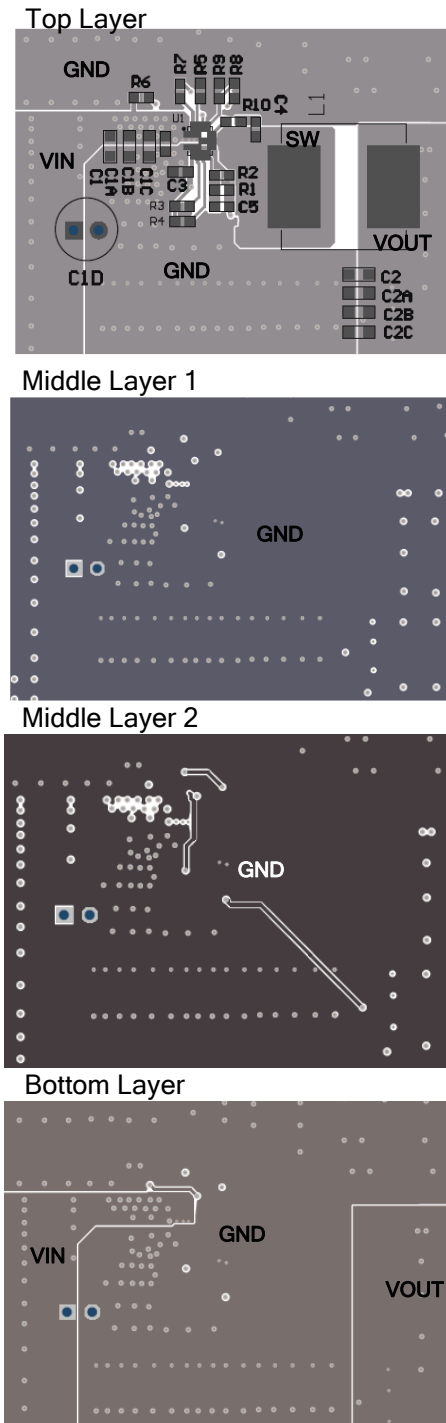 Top Layer
GND
R7
R5
R9
R8
R6
U1
R10
C4
L1
VIN
SW
C1
C1A
C1B
C1C
C3
R2
R1
C5
R3
R4
C1D
GND
VOUT
C2
C2A
C2B
C2C
Middle Layer 1
GND
Middle Layer 2
GND
Bottom Layer
GND
VIN
VOUT